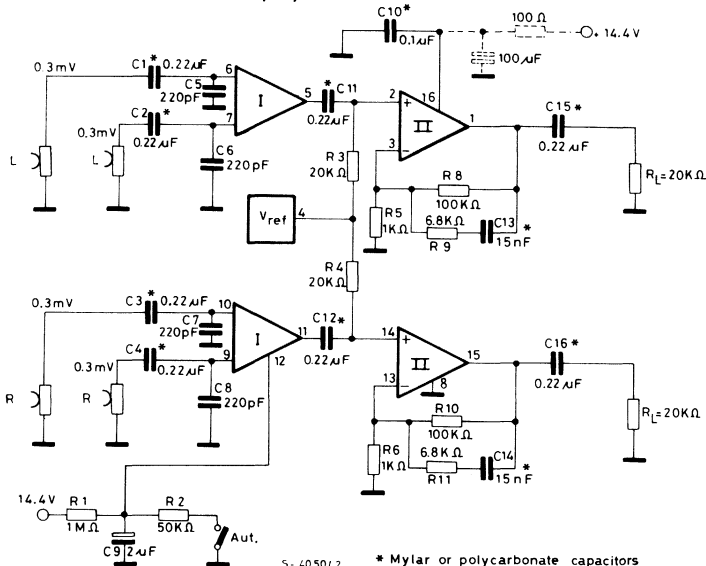 C10*
0.1µF
100Ω
+ 14.4V
100µF
0.3mV
C1*
0.22µF
C5
220pF
6
7
I
5
*
C11
0.22µF
2
+
16
II
1
3
−
C15*
0.22µF
R L=20KΩ
0.3mV
C2*
0.22µF
C6
220pF
L
L
R3
20KΩ
R8
100KΩ
R5
1KΩ
6.8KΩ
R9
C13
*
15nF
Vref
4
R4
20KΩ
0.3mV
C3*
0.22µF
C7
220pF
10
9
I
11
12
C12*
0.22µF
14
+
II
15
13
−
8
C16*
0.22µF
R L=20KΩ
0.3mV
C4
*
0.22µF
C8
220pF
R
R
R10
100KΩ
R6
1KΩ
6.8KΩ
R11
C14
15nF*
14.4V
R1
1MΩ
R2
50KΩ
C9 2µF
Aut.
S-4050/2
* Mylar or polycarbonate capacitors